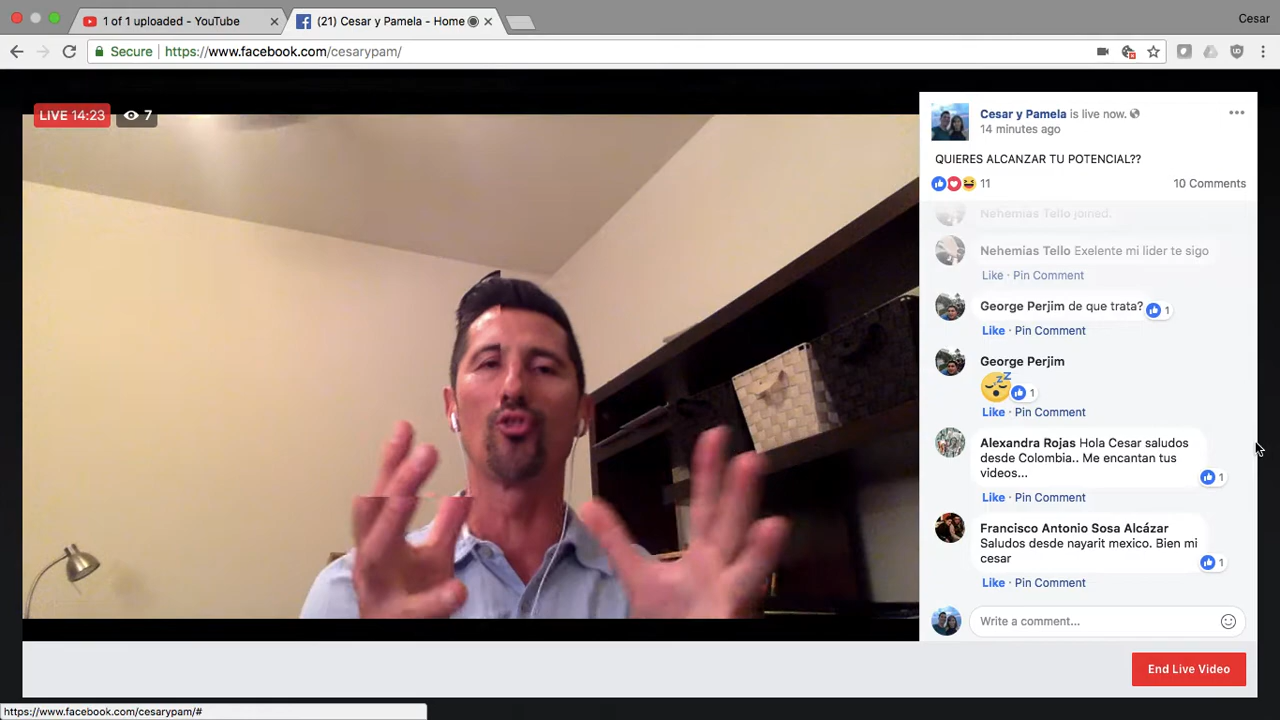 1 of 1 uploaded - YouTube
(21) Cesar y Pamela - Home
Cesar
Secure
https://www.facebook.com/cesarypam/
LIVE 14:23
7
Cesar y Pamela is live now.
14 minutes ago
QUIERES ALCANZAR TU POTENCIAL??
11
10 Comments
Nehemias Tello joined.
Nehemias Tello Exelente mi lider te sigo
Like · Pin Comment
George Perjim de que trata?
1
Like · Pin Comment
George Perjim
1
Like · Pin Comment
Alexandra Rojas Hola Cesar saludos
desde Colombia.. Me encantan tus
videos...
1
Like · Pin Comment
Francisco Antonio Sosa Alcázar
Saludos desde nayarit mexico. Bien mi
cesar
1
Like · Pin Comment
Write a comment...
End Live Video
https://www.facebook.com/cesarypam/#